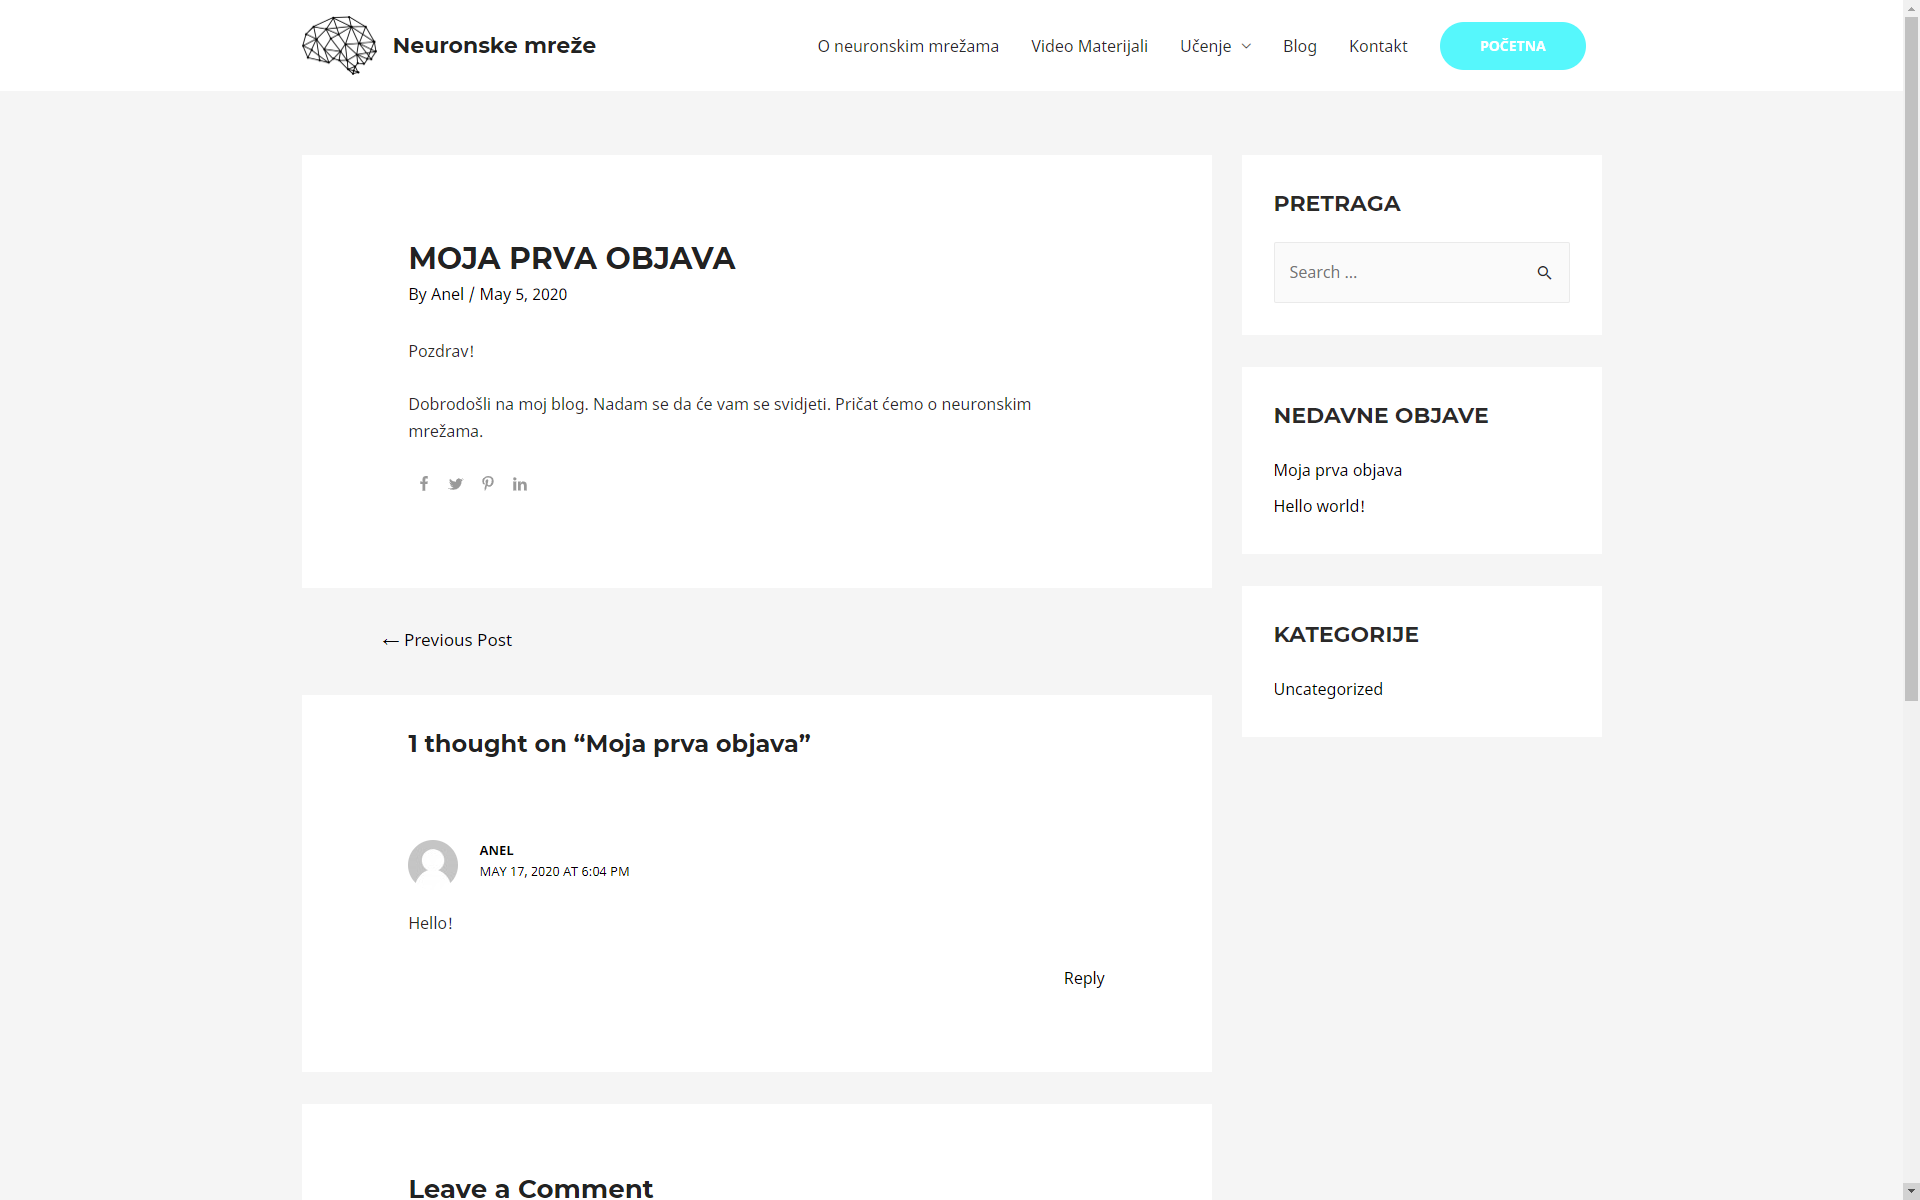 Neuronske mreže
O neuronskim mrežama
Video Materijali
Učenje
Blog
Kontakt
POČETNA
MOJA PRVA OBJAVA
By Anel / May 5, 2020
Pozdrav!
Dobrodošli na moj blog. Nadam se da će vam se svidjeti. Pričat ćemo o neuronskim
mrežama.
← Previous Post
1 thought on “Moja prva objava”
ANEL
MAY 17, 2020 AT 6:04 PM
Hello!
Reply
Leave a Comment
PRETRAGA
Search ...
NEDAVNE OBJAVE
Moja prva objava
Hello world!
KATEGORIJE
Uncategorized